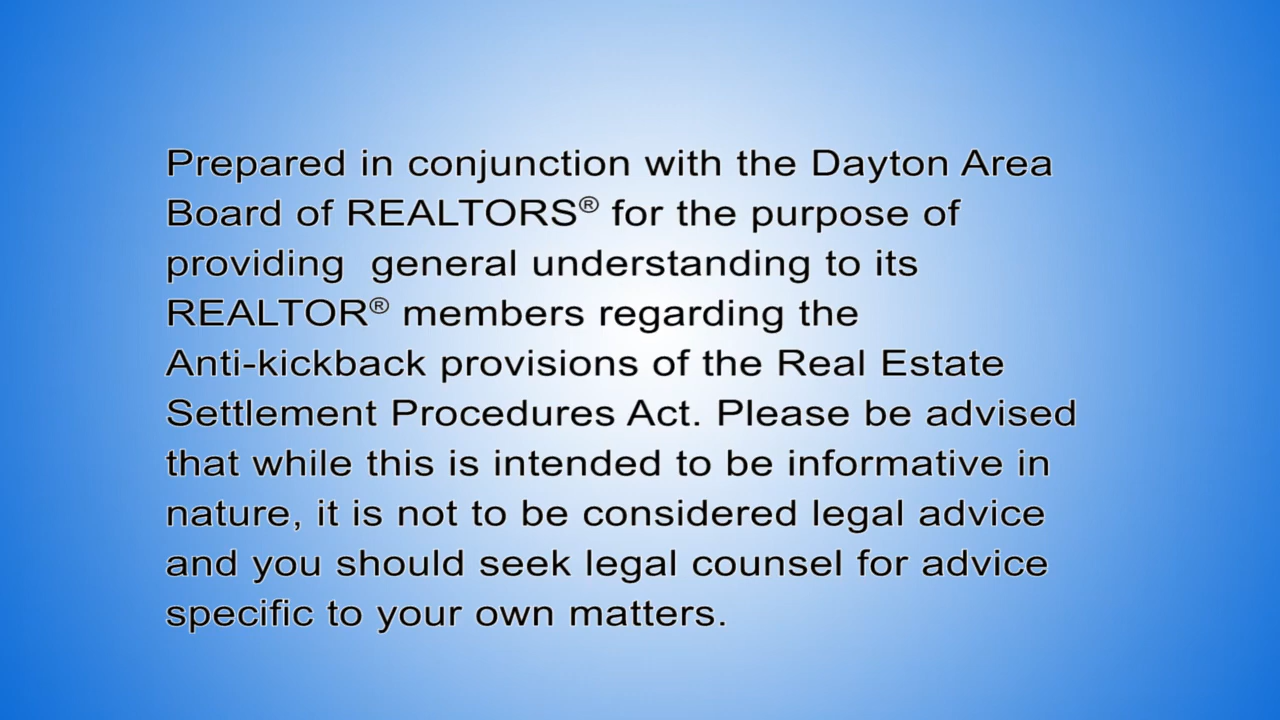 Prepared in conjunction with the Dayton Area
Board of REALTORS® for the purpose of
providing  general understanding to its
REALTOR® members regarding the
Anti-kickback provisions of the Real Estate
Settlement Procedures Act. Please be advised
that while this is intended to be informative in
nature, it is not to be considered legal advice
and you should seek legal counsel for advice
specific to your own matters.